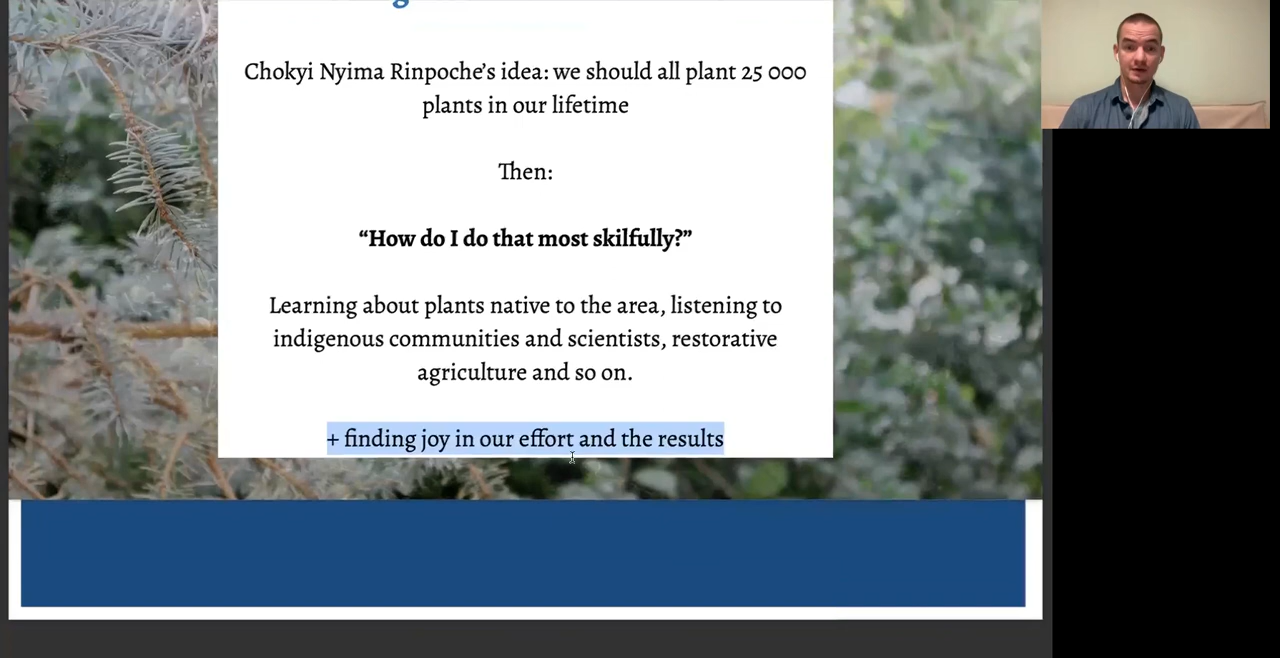 Chokyi Nyima Rinpoche’s idea: we should all plant 25 000
plants in our lifetime
Then:
“How do I do that most skilfully?”
Learning about plants native to the area, listening to
indigenous communities and scientists, restorative
agriculture and so on.
+ finding joy in our effort and the results